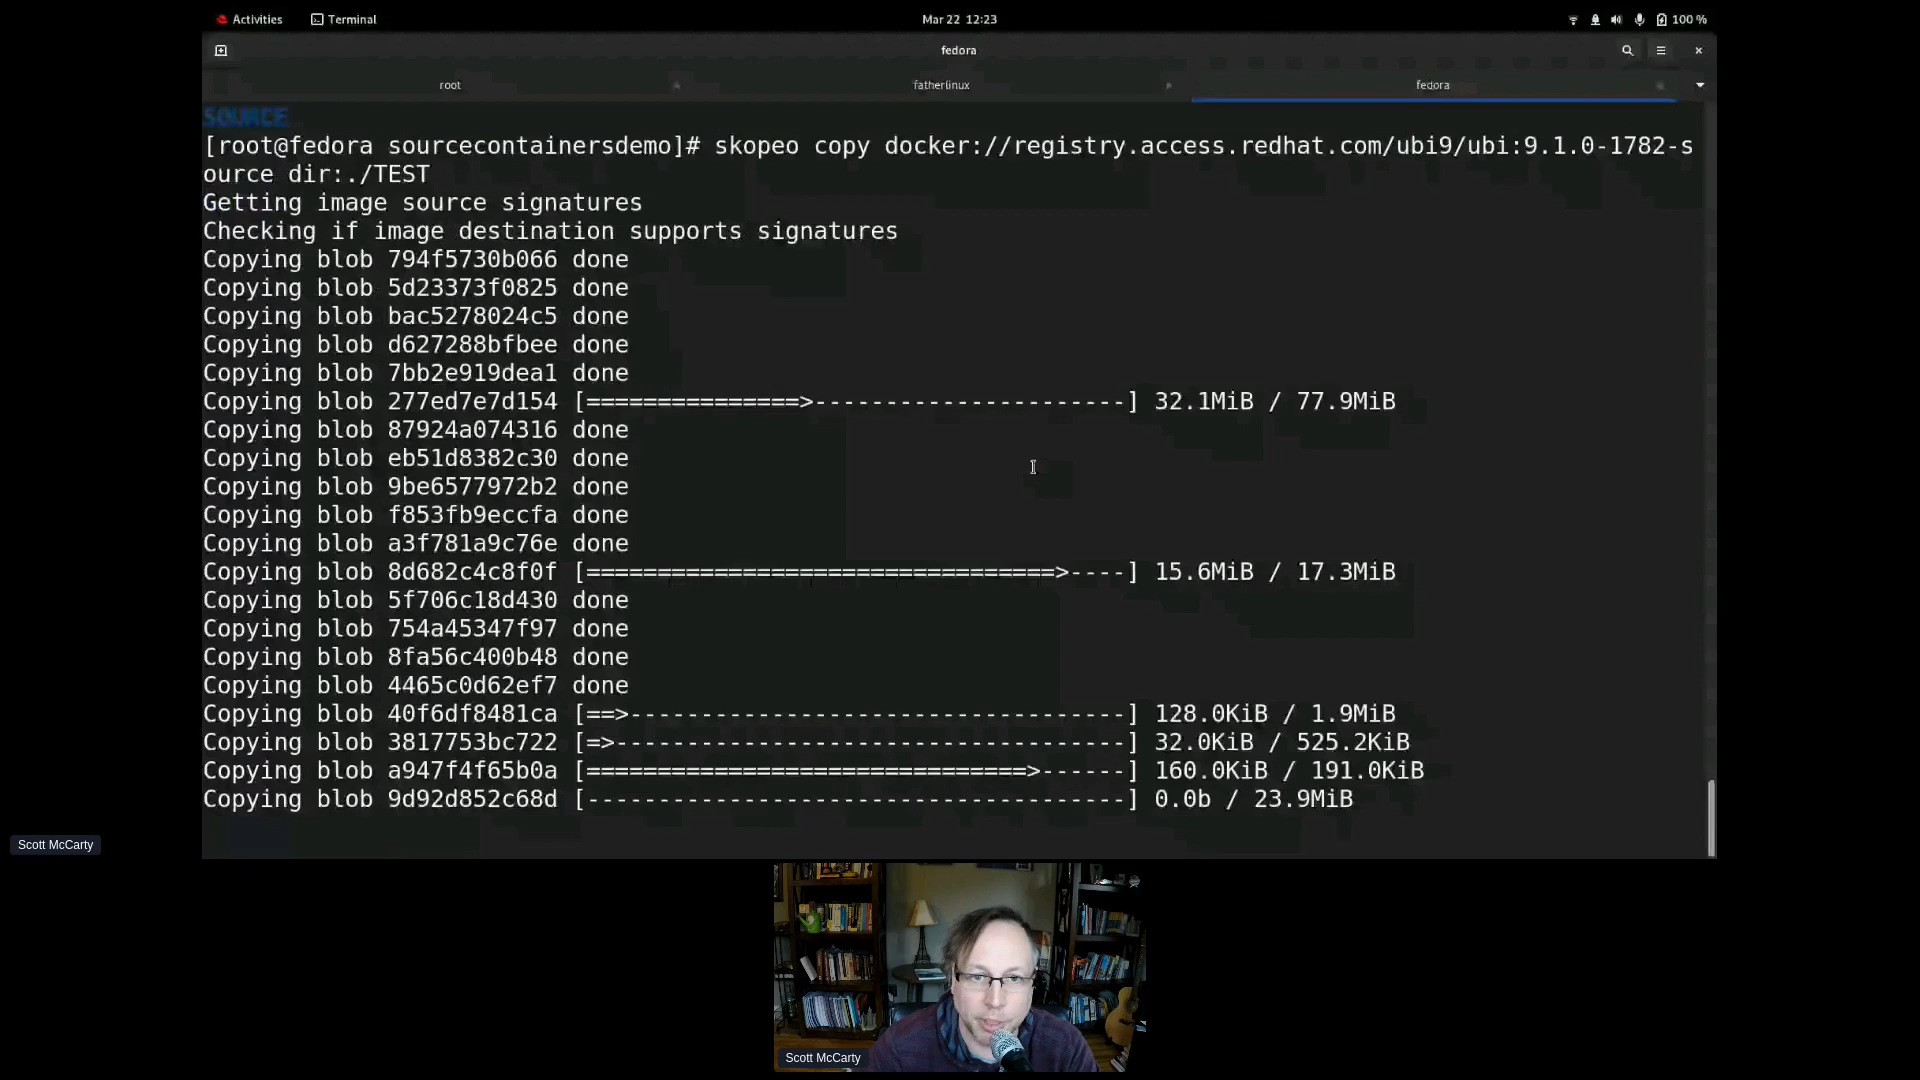 Activities Terminal Mar 22 12:23 100 %
fedora
root fatherlinux fedora
SOURCE
[root@fedora sourcecontainersdemo]# skopeo copy docker://registry.access.redhat.com/ubi9/ubi:9.1.0-1782-s
ource dir:./TEST
Getting image source signatures
Checking if image destination supports signatures
Copying blob 794f5730b066 done
Copying blob 5d23373f0825 done
Copying blob bac5278024c5 done
Copying blob d627288bfbee done
Copying blob 7bb2e919dea1 done
Copying blob 277ed7e7d154 [===============>----------------------] 32.1MiB / 77.9MiB
Copying blob 87924a074316 done
Copying blob eb51d8382c30 done
Copying blob 9be6577972b2 done
Copying blob f853fb9eccfa done
Copying blob a3f781a9c76e done
Copying blob 8d682c4c8f0f [=================================>----] 15.6MiB / 17.3MiB
Copying blob 5f706c18d430 done
Copying blob 754a45347f97 done
Copying blob 8fa56c400b48 done
Copying blob 4465c0d62ef7 done
Copying blob 40f6df8481ca [==>-----------------------------------] 128.0KiB / 1.9MiB
Copying blob 3817753bc722 [=>------------------------------------] 32.0KiB / 525.2KiB
Copying blob a947f4f65b0a [===============================>------] 160.0KiB / 191.0KiB
Copying blob 9d92d852c68d [--------------------------------------] 0.0b / 23.9MiB
Scott McCarty
Scott McCarty